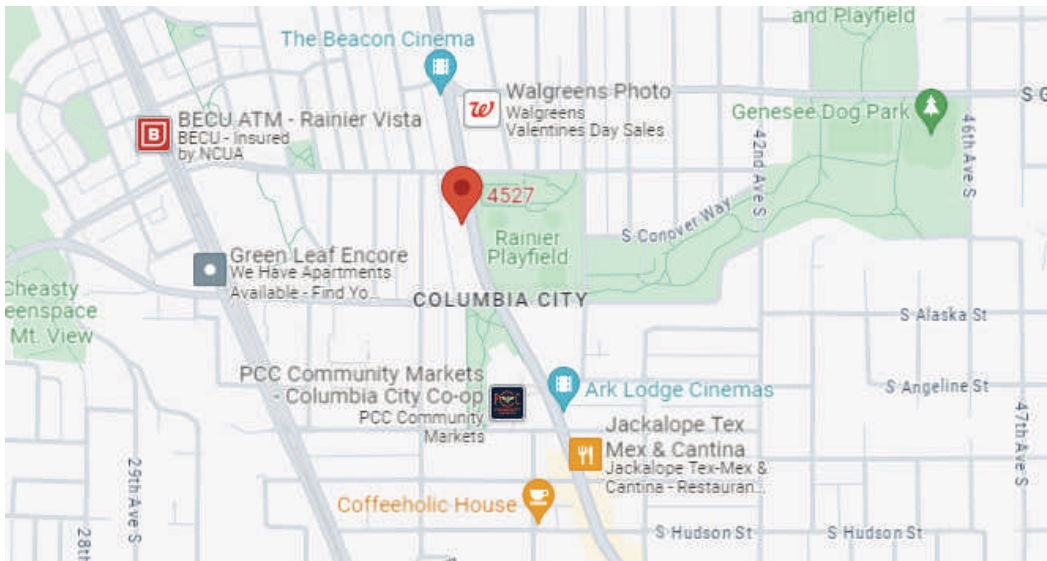 and Playfield
The Beacon Cinema
Walgreens Photo
Walgreens
Valentines Day Sales
BECU ATM - Rainier Vista
BECU - Insured
by NCUA
Genesee Dog Park
S G
42nd Ave S
46th Ave S
4527
Rainier
Playfield
S Conover Way
Green Leaf Encore
We Have Apartments
Available - Find Yo...
COLUMBIA CITY
Cheasty
eenspace
Mt. View
S Alaska St
PCC Community Markets
- Columbia City Co-op
PCC Community
Markets
PCC
Ark Lodge Cinemas
S Angeline St
Jackalope Tex
Mex & Cantina
Jackalope Tex-Mex &
Cantina - Restauran...
47th Ave S
29th Ave S
28th
Coffeeholic House
S Hudson St
S Hudson St